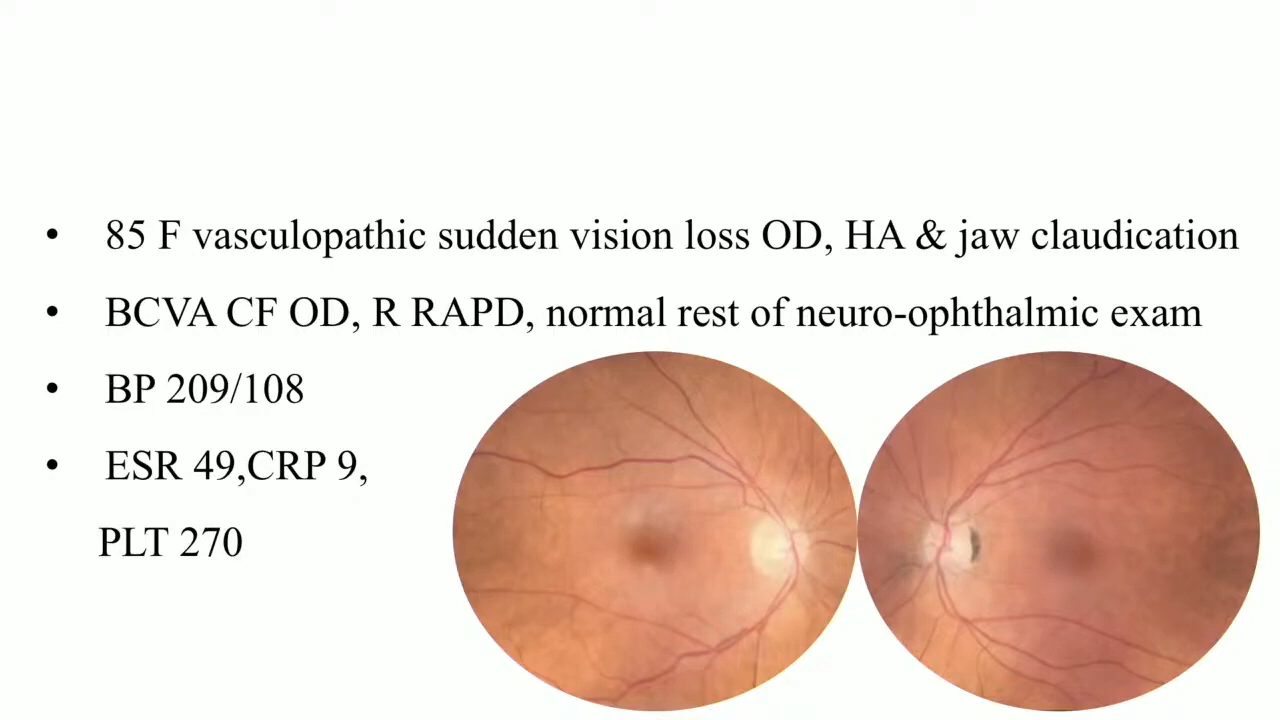 • 85 F vasculopathic sudden vision loss OD, HA & jaw claudication
• BCVA CF OD, R RAPD, normal rest of neuro-ophthalmic exam
• BP 209/108
• ESR 49,CRP 9,
PLT 270